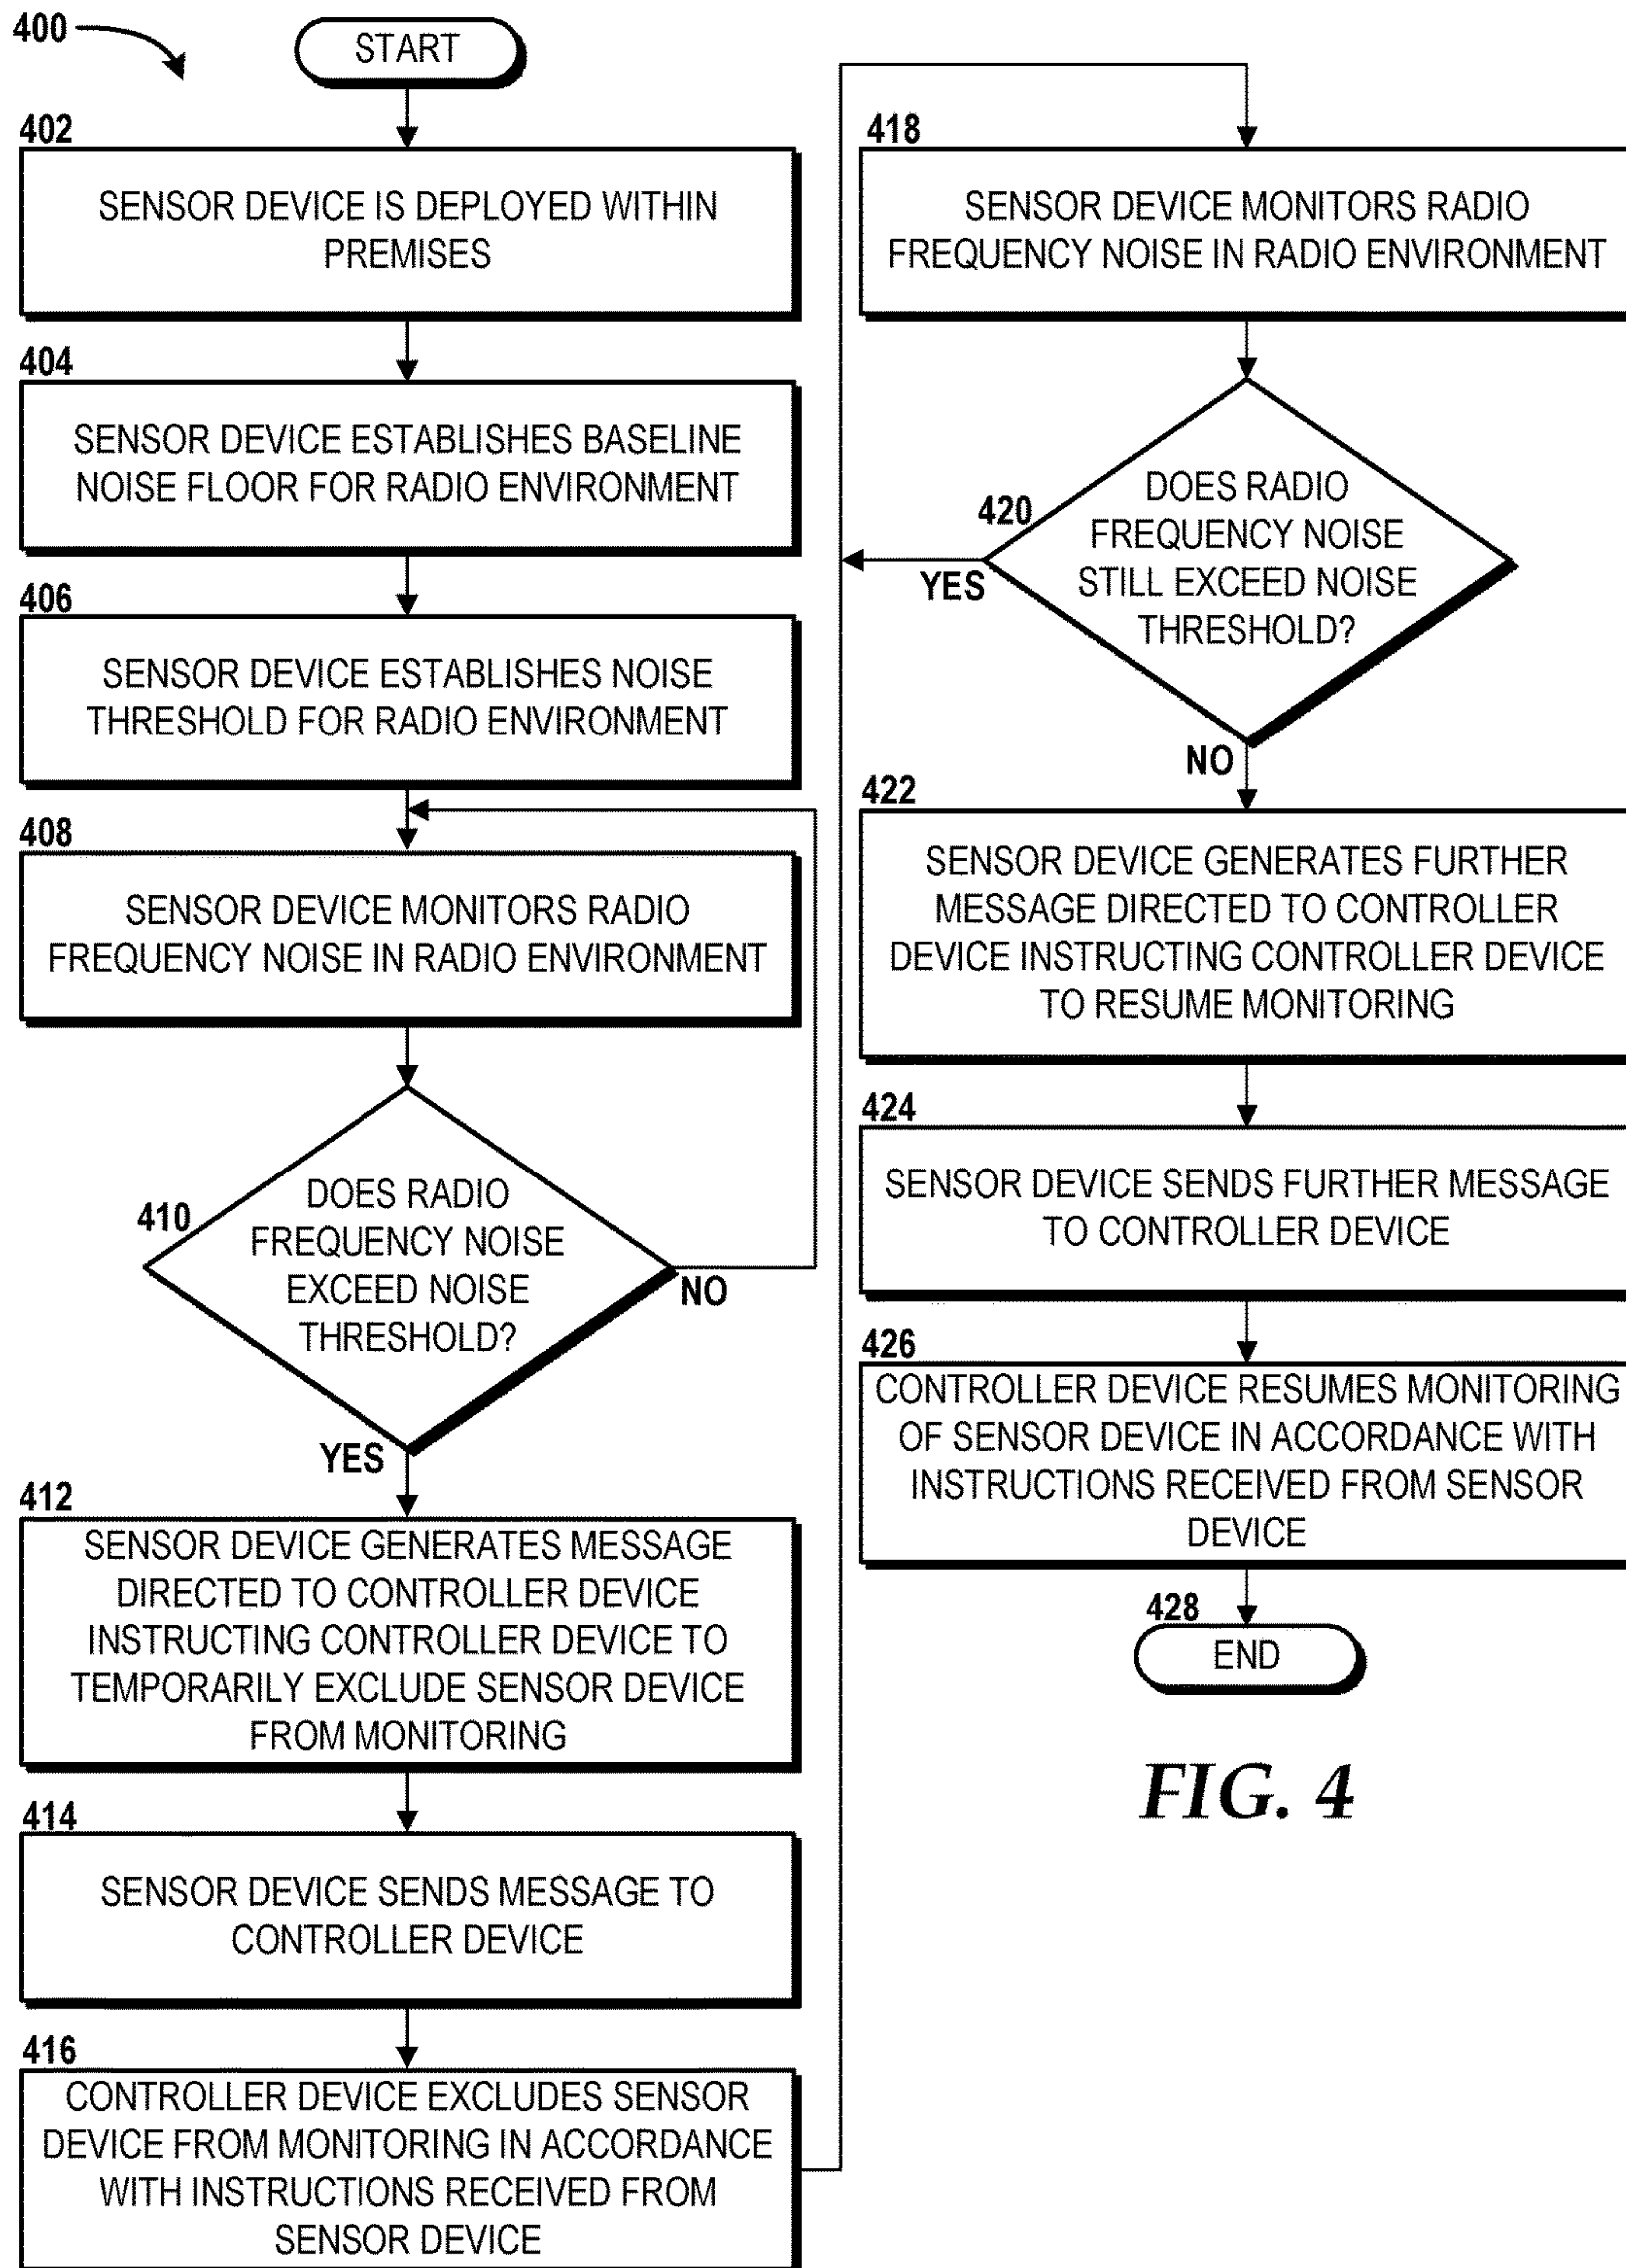 400
START
402
SENSOR DEVICE IS DEPLOYED WITHIN
PREMISES
404
SENSOR DEVICE ESTABLISHES BASELINE
NOISE FLOOR FOR RADIO ENVIRONMENT
406
SENSOR DEVICE ESTABLISHES NOISE
THRESHOLD FOR RADIO ENVIRONMENT
408
SENSOR DEVICE MONITORS RADIO
FREQUENCY NOISE IN RADIO ENVIRONMENT
410
DOES RADIO
FREQUENCY NOISE
EXCEED NOISE
THRESHOLD?
NO
YES
412
SENSOR DEVICE GENERATES MESSAGE
DIRECTED TO CONTROLLER DEVICE
INSTRUCTING CONTROLLER DEVICE TO
TEMPORARILY EXCLUDE SENSOR DEVICE
FROM MONITORING
414
SENSOR DEVICE SENDS MESSAGE TO
CONTROLLER DEVICE
416
CONTROLLER DEVICE EXCLUDES SENSOR
DEVICE FROM MONITORING IN ACCORDANCE
WITH INSTRUCTIONS RECEIVED FROM
SENSOR DEVICE
418
SENSOR DEVICE MONITORS RADIO
FREQUENCY NOISE IN RADIO ENVIRONMENT
420
DOES RADIO
FREQUENCY NOISE
STILL EXCEED NOISE
THRESHOLD?
YES
NO
422
SENSOR DEVICE GENERATES FURTHER
MESSAGE DIRECTED TO CONTROLLER
DEVICE INSTRUCTING CONTROLLER DEVICE
TO RESUME MONITORING
424
SENSOR DEVICE SENDS FURTHER MESSAGE
TO CONTROLLER DEVICE
426
CONTROLLER DEVICE RESUMES MONITORING
OF SENSOR DEVICE IN ACCORDANCE WITH
INSTRUCTIONS RECEIVED FROM SENSOR
DEVICE
428
END
FIG. 4